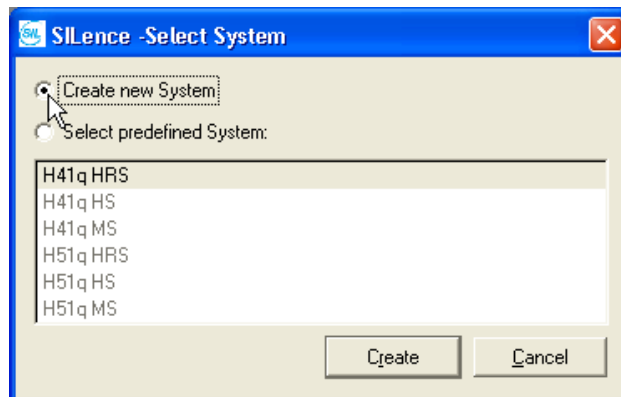 SILence -Select System
Create new System
Select predefined System:
H41q HRS
H41q HS
H41q MS
H51q HRS
H51q HS
H51q MS
Create Cancel